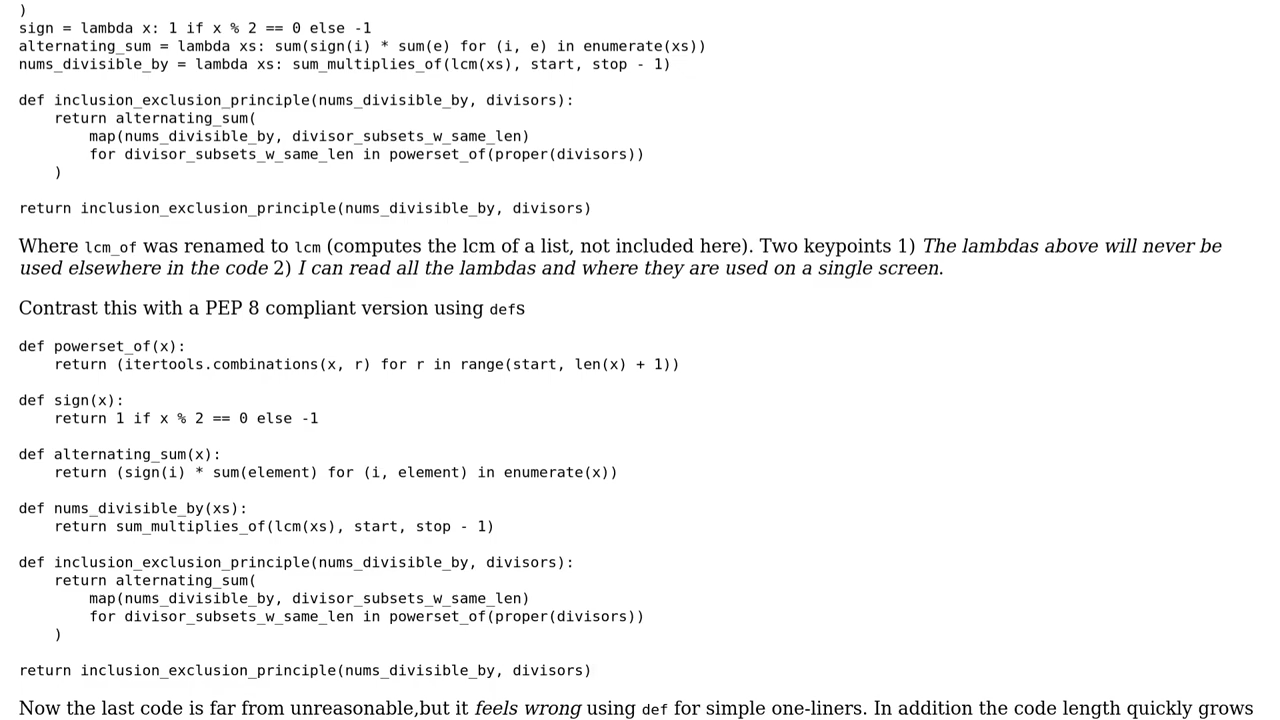 )
sign = lambda x: 1 if x % 2 == 0 else -1
alternating_sum = lambda xs: sum(sign(i) * sum(e) for (i, e) in enumerate(xs))
nums_divisible_by = lambda xs: sum_multiplies_of(lcm(xs), start, stop - 1)
def inclusion_exclusion_principle(nums_divisible_by, divisors):
    return alternating_sum(
        map(nums_divisible_by, divisor_subsets_w_same_len)
        for divisor_subsets_w_same_len in powerset_of(proper(divisors))
    )
return inclusion_exclusion_principle(nums_divisible_by, divisors)
Where lcm_of was renamed to lcm (computes the lcm of a list, not included here). Two keypoints 1) The lambdas above will never be
used elsewhere in the code 2) I can read all the lambdas and where they are used on a single screen.
Contrast this with a PEP 8 compliant version using defs
def powerset_of(x):
    return (itertools.combinations(x, r) for r in range(start, len(x) + 1))
def sign(x):
    return 1 if x % 2 == 0 else -1
def alternating_sum(x):
    return (sign(i) * sum(element) for (i, element) in enumerate(x))
def nums_divisible_by(xs):
    return sum_multiplies_of(lcm(xs), start, stop - 1)
def inclusion_exclusion_principle(nums_divisible_by, divisors):
    return alternating_sum(
        map(nums_divisible_by, divisor_subsets_w_same_len)
        for divisor_subsets_w_same_len in powerset_of(proper(divisors))
    )
return inclusion_exclusion_principle(nums_divisible_by, divisors)
Now the last code is far from unreasonable,but it feels wrong using def for simple one-liners. In addition the code length quickly grows